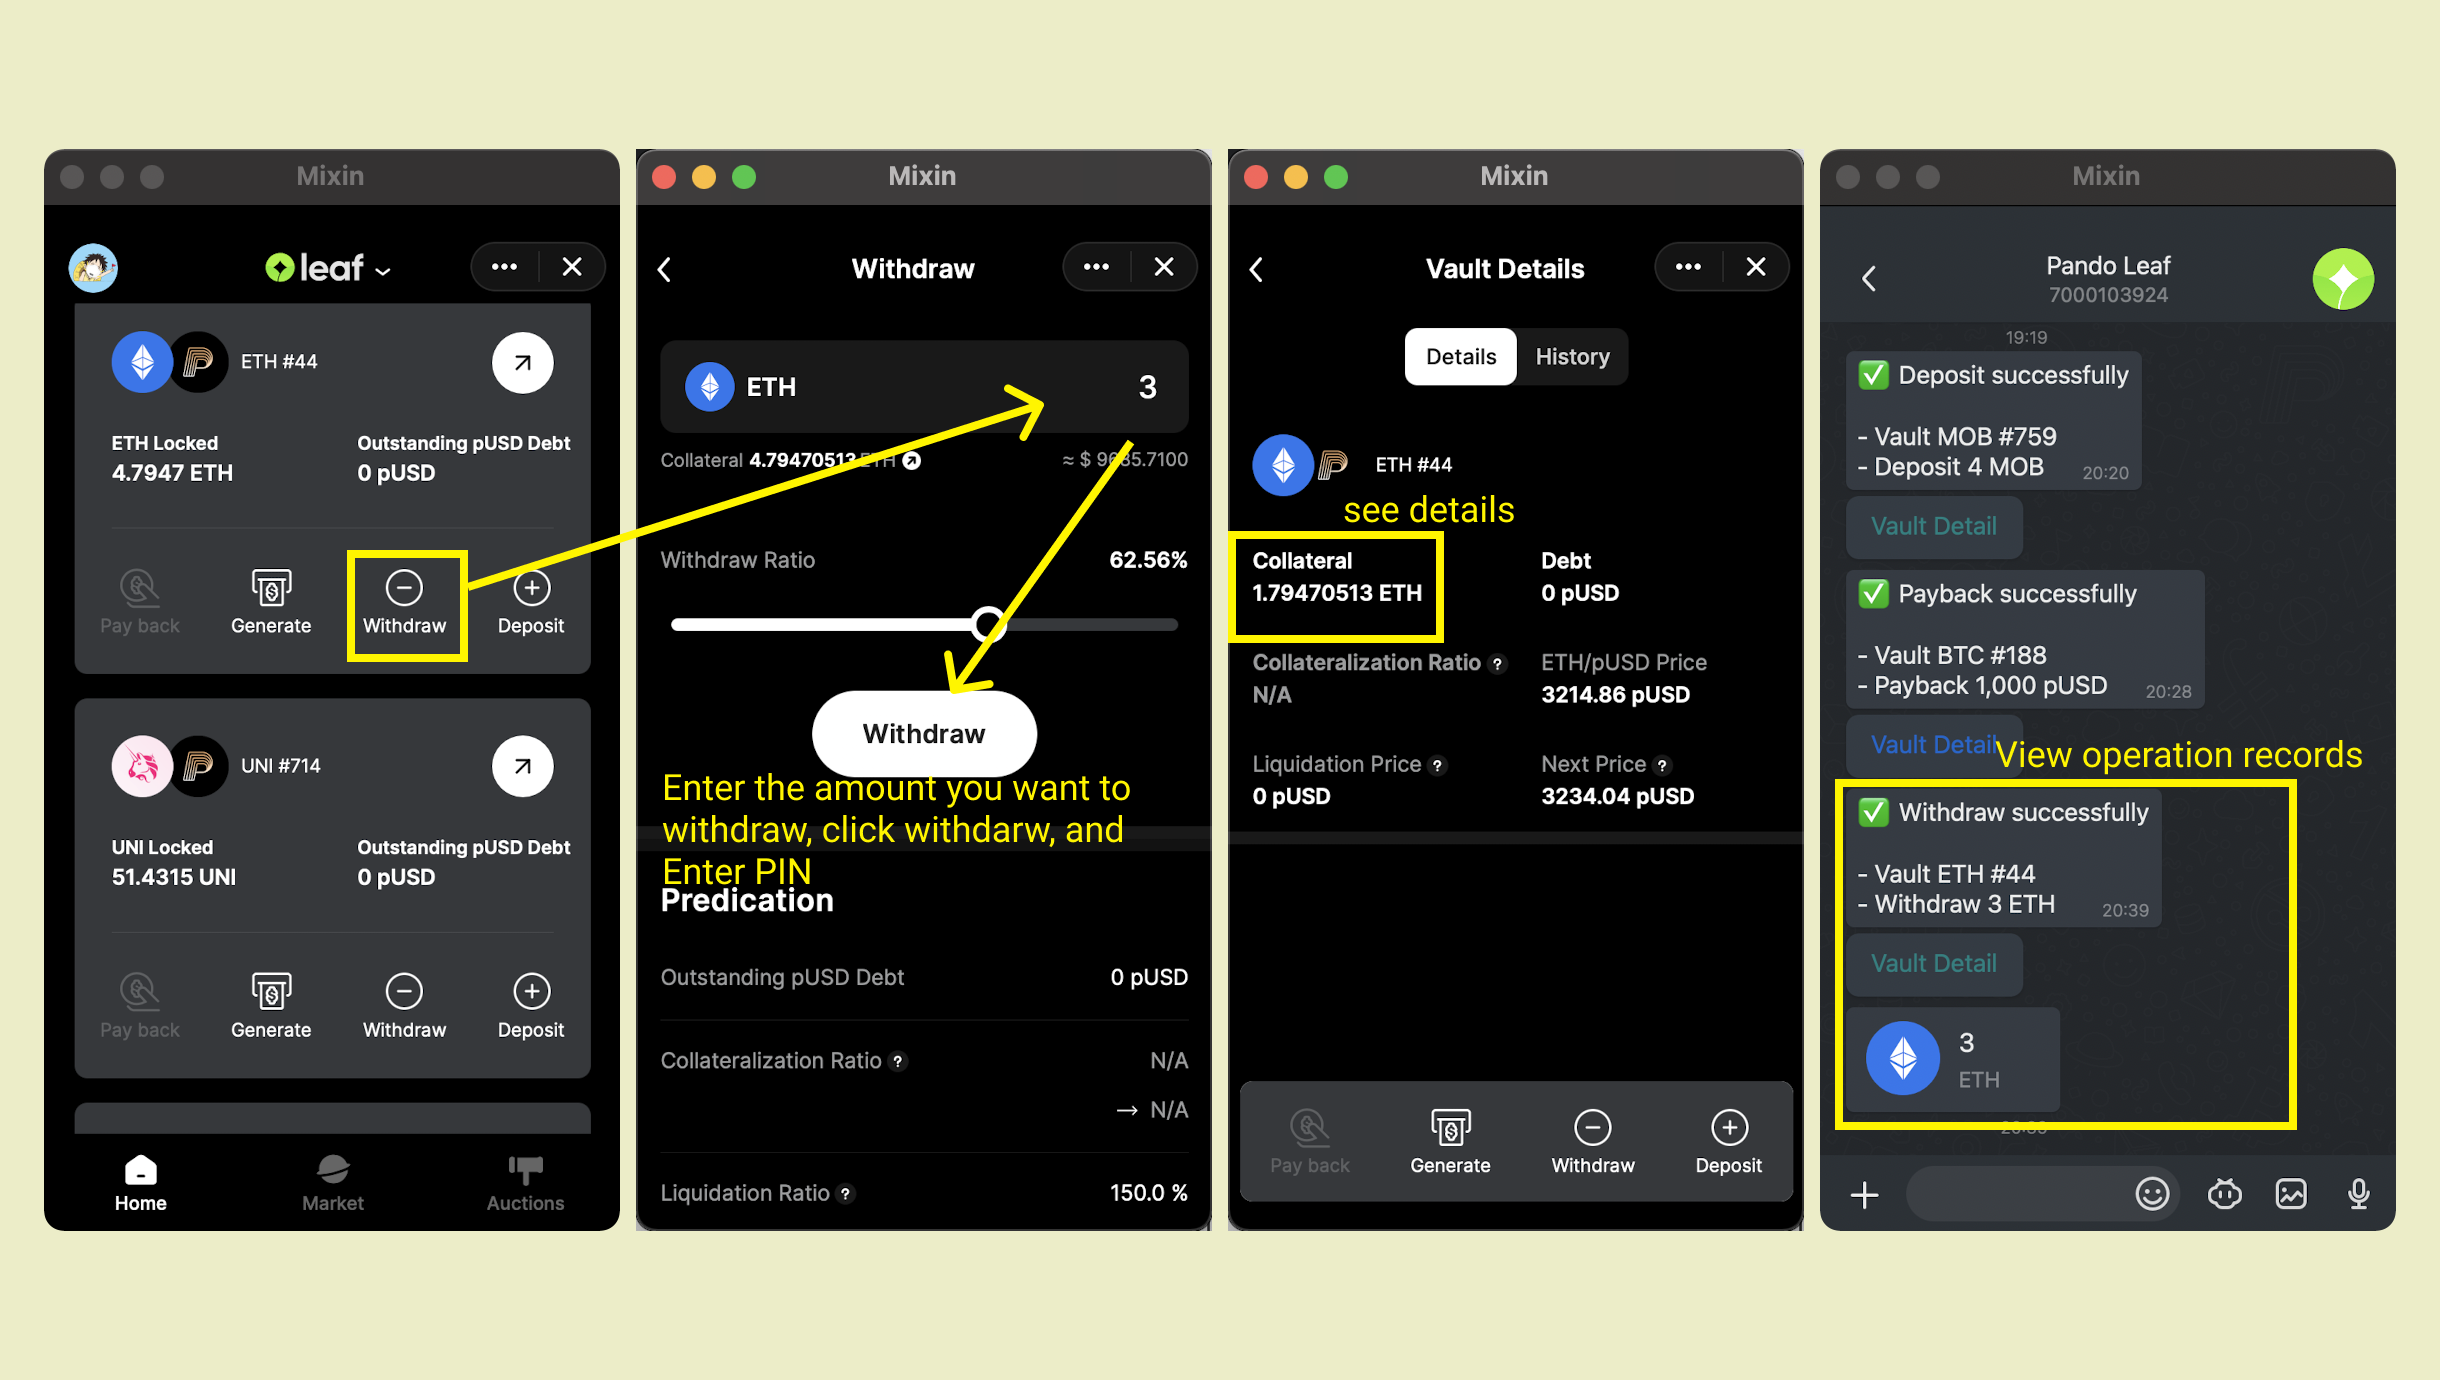 Mixin
leaf
ETH #44
ETH Locked
Outstanding pUSD Debt
4.7947 ETH
0 pUSD
Pay back
Generate
Withdraw
Deposit
UNI #714
UNI Locked
Outstanding pUSD Debt
51.4315 UNI
0 pUSD
Pay back
Generate
Withdraw
Deposit
Home
Market
Auctions
Mixin
Withdraw
ETH
3
Collateral 4.79470513 ETH
≈ $ 9635.7100
Withdraw Ratio
62.56%
Withdraw
Enter the amount you want to
withdraw, click withdarw, and
Enter PIN
Predication
Outstanding pUSD Debt
0 pUSD
Collateralization Ratio ?
N/A
→ N/A
Liquidation Ratio ?
150.0 %
Mixin
Vault Details
Details
History
ETH #44
see details
Collateral
Debt
1.79470513 ETH
0 pUSD
Collateralization Ratio ?
ETH/pUSD Price
N/A
3214.86 pUSD
Liquidation Price ?
Next Price ?
0 pUSD
3234.04 pUSD
Pay back
Generate
Withdraw
Deposit
Mixin
Pando Leaf
7000103924
19:19
✅ Deposit successfully
- Vault MOB #759
- Deposit 4 MOB
20:20
Vault Detail
✅ Payback successfully
- Vault BTC #188
- Payback 1,000 pUSD
20:28
Vault Detail
View operation records
✅ Withdraw successfully
- Vault ETH #44
- Withdraw 3 ETH
20:39
Vault Detail
3
ETH